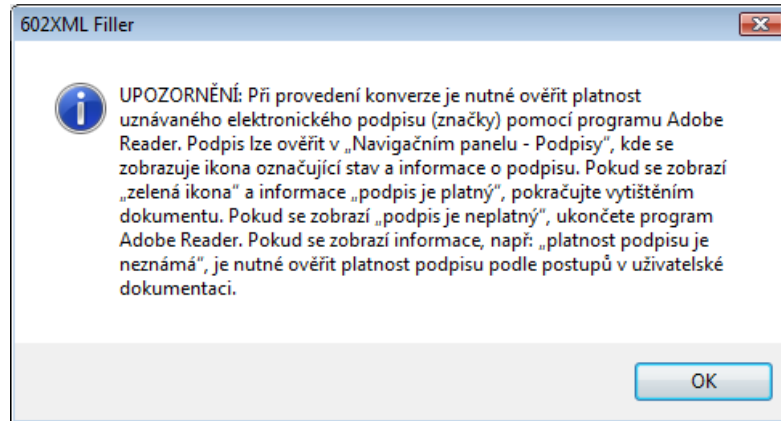 602XML Filler
UPOZORNĚNÍ: Při provedení konverze je nutné ověřit platnost
uznávaného elektronického podpisu (značky) pomocí programu Adobe
Reader. Podpis lze ověřit v „Navigačním panelu - Podpisy“, kde se
zobrazuje ikona označující stav a informace o podpisu. Pokud se zobrazí
„zelená ikona“ a informace „podpis je platný“, pokračujte vytištěním
dokumentu. Pokud se zobrazí „podpis je neplatný“, ukončete program
Adobe Reader. Pokud se zobrazí informace, např: „platnost podpisu je
neznámá“, je nutné ověřit platnost podpisu podle postupů v uživatelské
dokumentaci.
OK